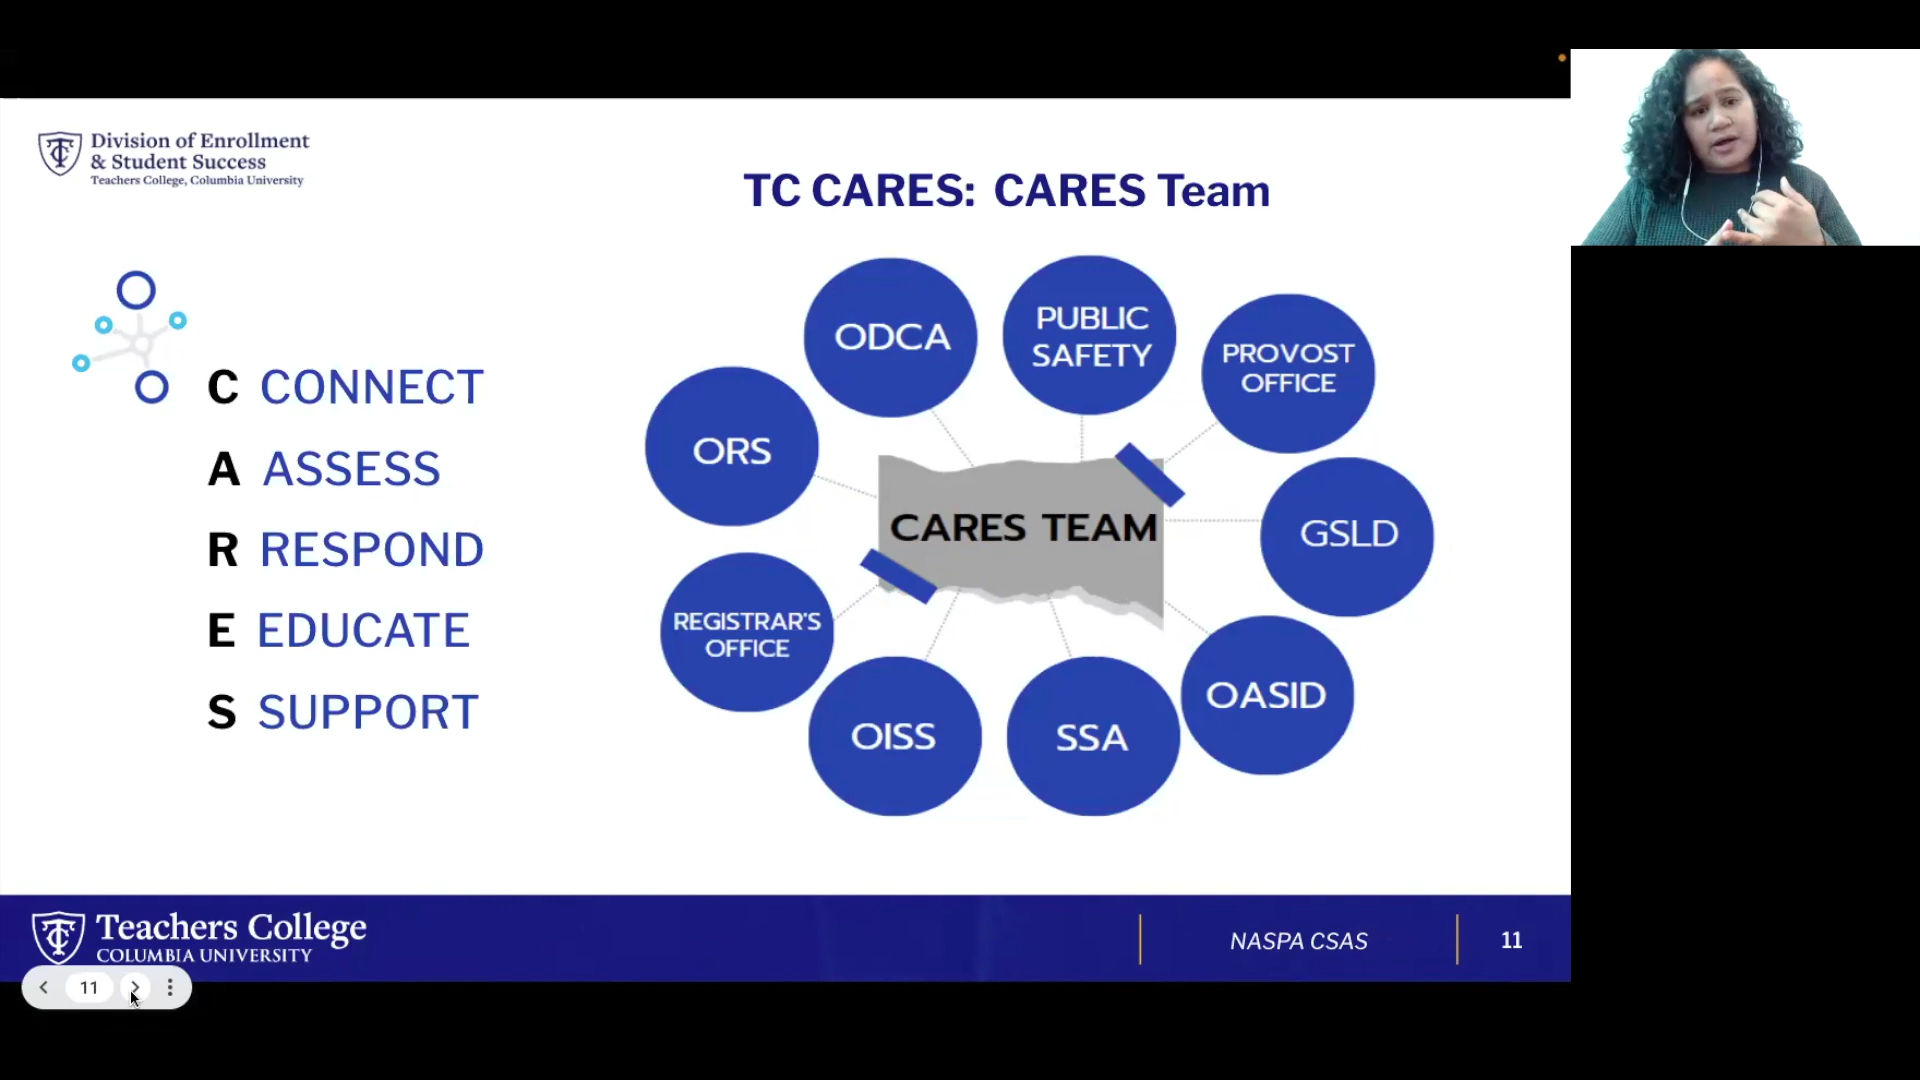 Division of Enrollment
& Student Success
Teachers College, Columbia University
TC CARES: CARES Team
C CONNECT
A ASSESS
R RESPOND
E EDUCATE
S SUPPORT
ODCA
PUBLIC
SAFETY
PROVOST
OFFICE
ORS
GSLD
CARES TEAM
REGISTRAR'S
OFFICE
OASID
OISS
SSA
Teachers College
COLUMBIA UNIVERSITY
NASPA CSAS
11
11